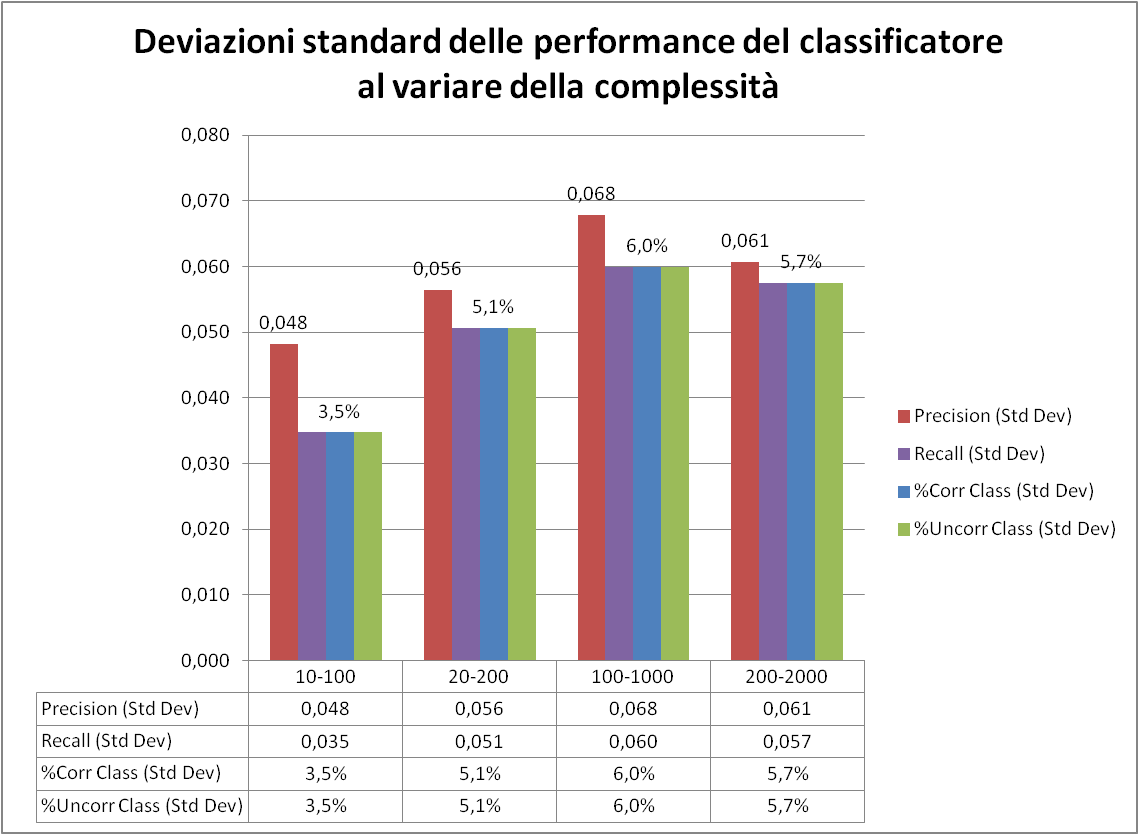 Deviazioni standard delle performance del classificatore
al variare della complessità
0,080
0,070
0,060
0,050
0,040
0,030
0,020
0,010
0,000
0,048
3,5%
0,056
5,1%
0,068
6,0%
0,061
5,7%
Precision (Std Dev)
Recall (Std Dev)
%Corr Class (Std Dev)
%Uncorr Class (Std Dev)
10-100 20-200 100-1000 200-2000
Precision (Std Dev) 0,048 0,056 0,068 0,061
Recall (Std Dev) 0,035 0,051 0,060 0,057
%Corr Class (Std Dev) 3,5% 5,1% 6,0% 5,7%
%Uncorr Class (Std Dev) 3,5% 5,1% 6,0% 5,7%